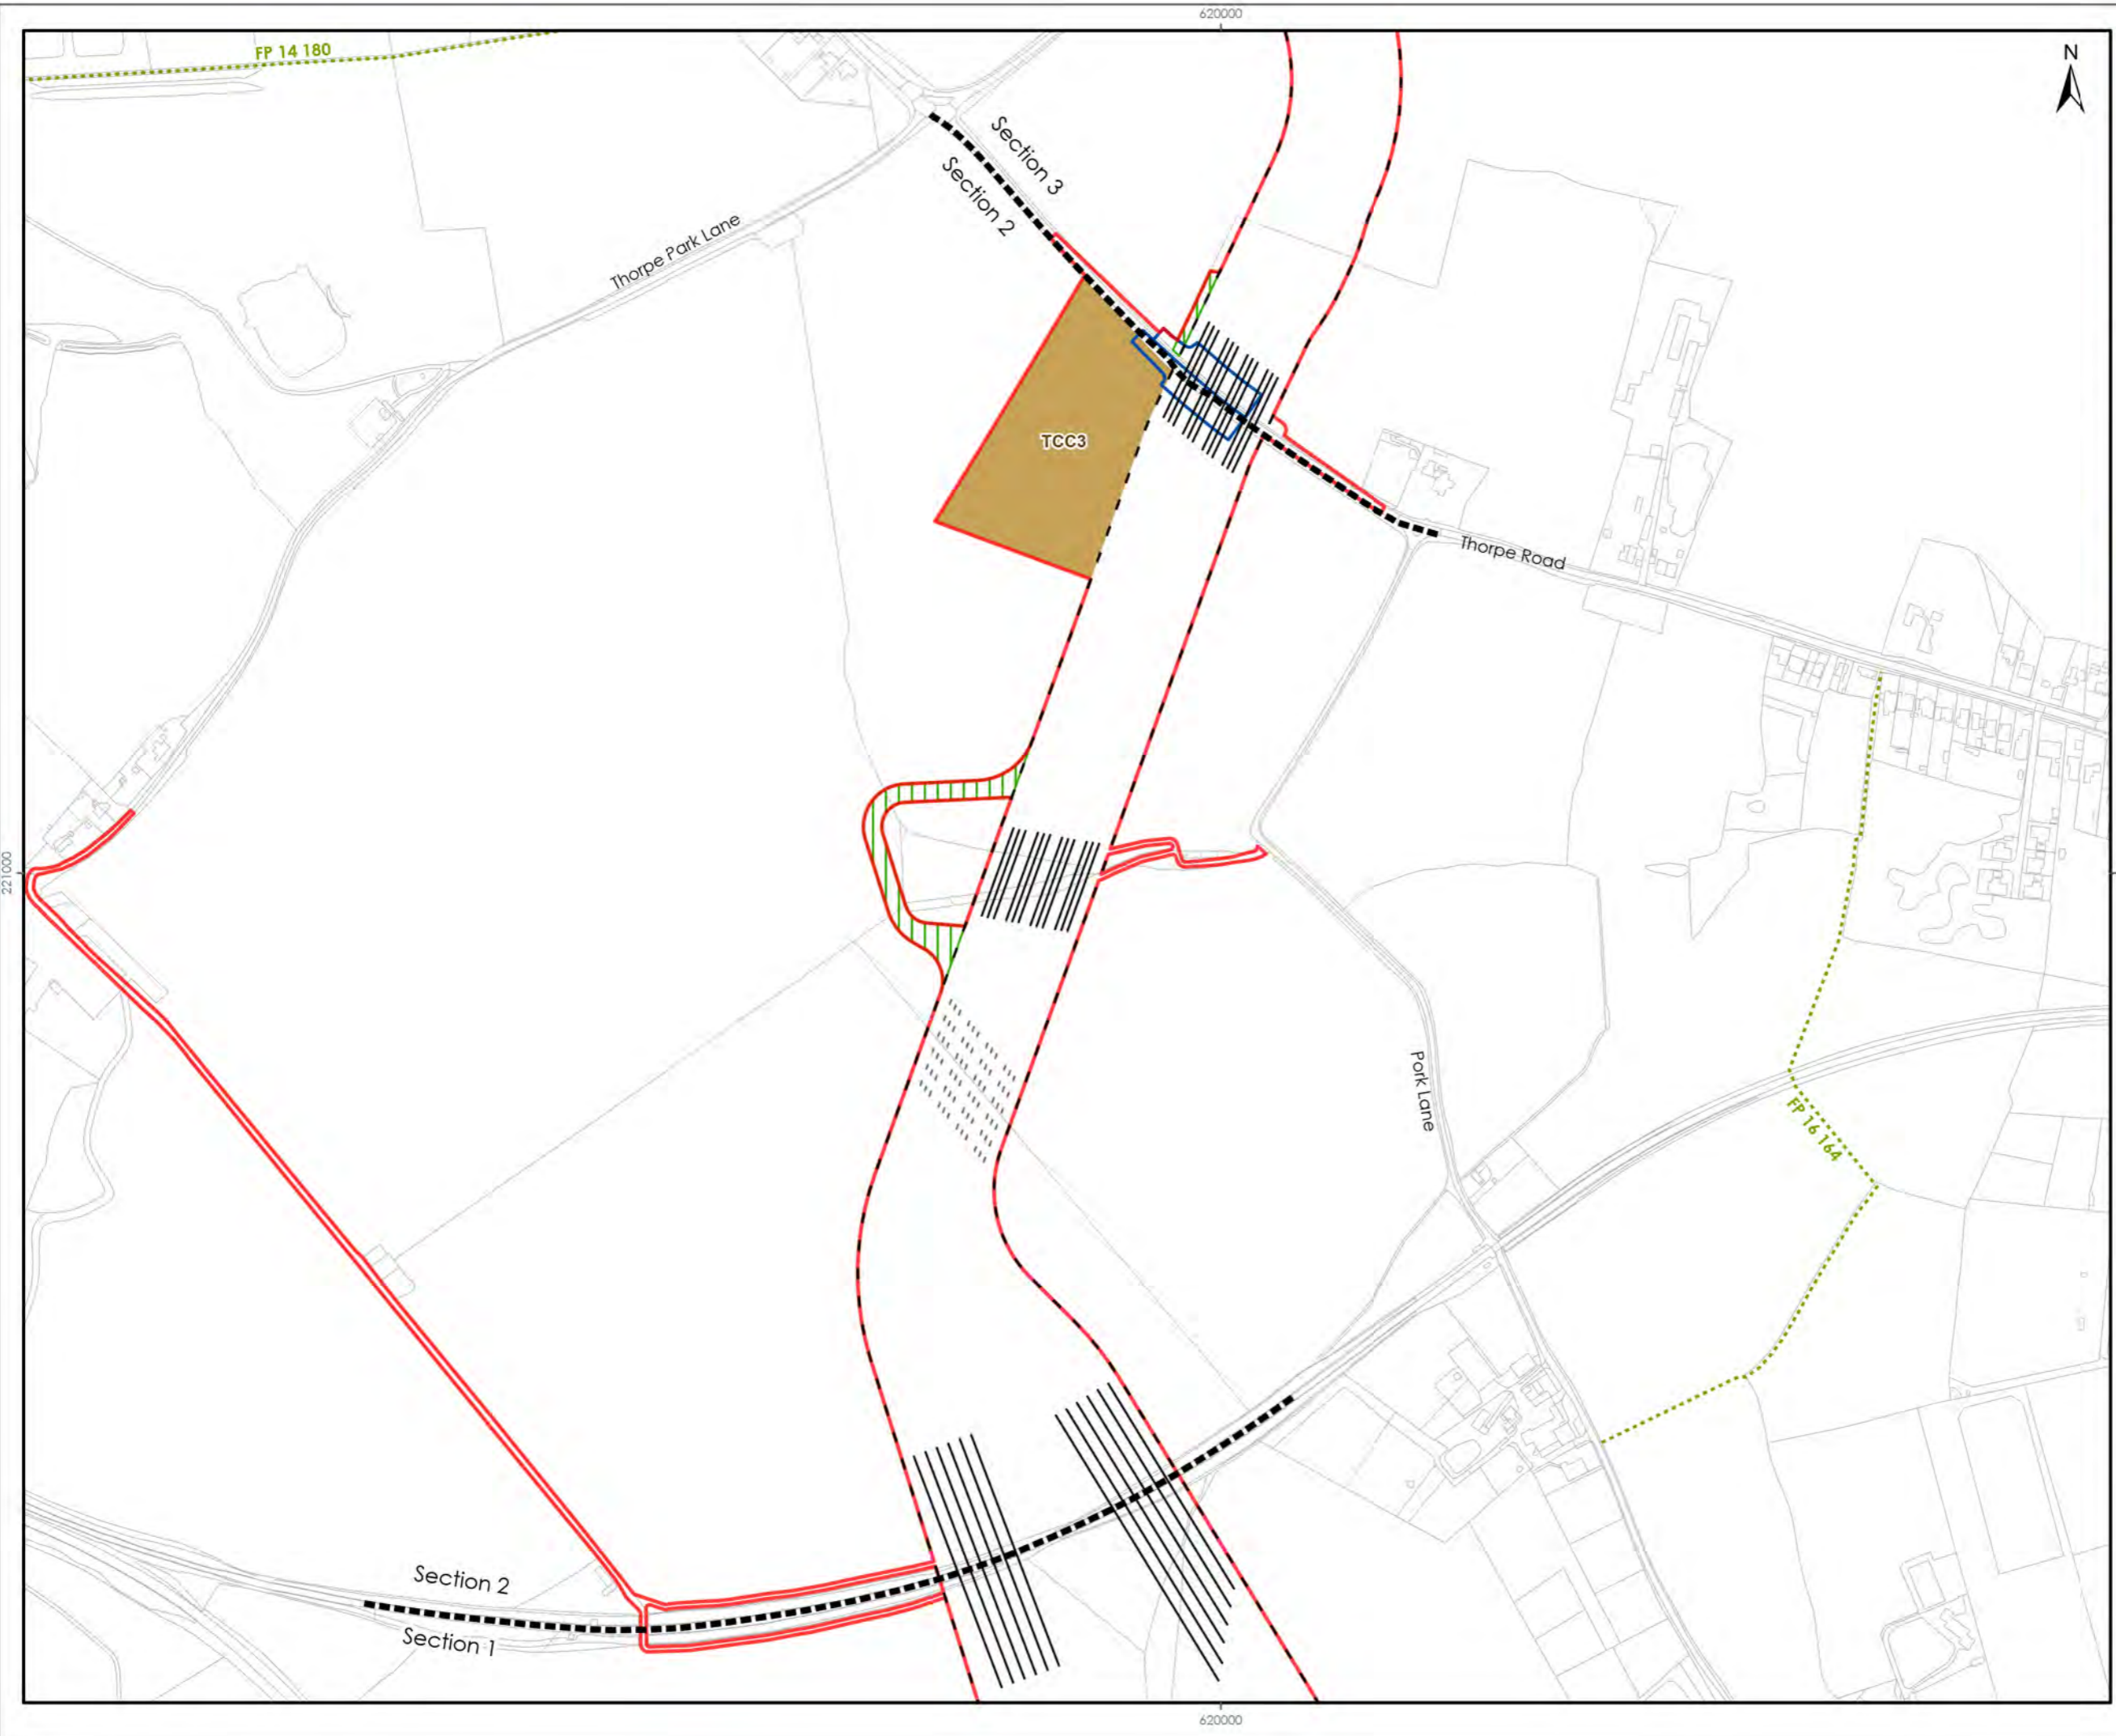 620000
FP 14 180
N
Section 3
Section 2
Thorpe Park Lane
TCC3
Thorpe Road
221000
Pork Lane
FP 16 164
Section 2
Section 1
620000